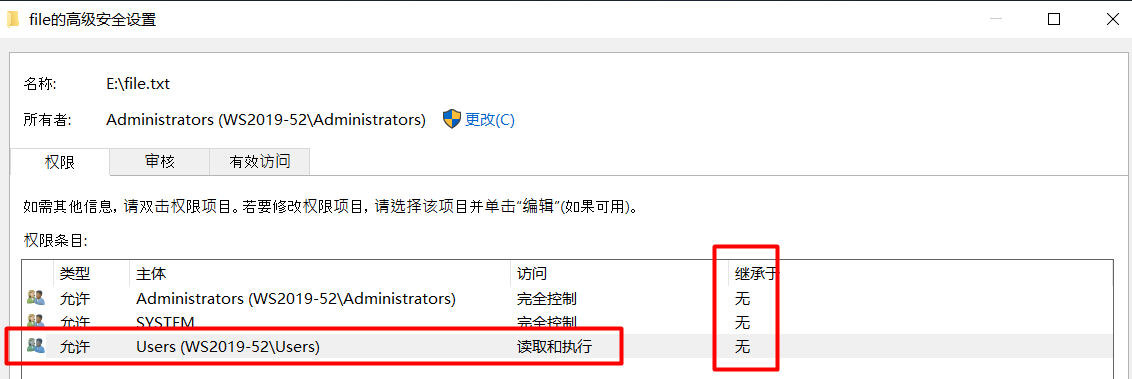 file的高级安全设置
名称: E:\file.txt
所有者: Administrators (WS2019-52\Administrators) 更改(C)
权限 审核 有效访问
如需其他信息，请双击权限项目。若要修改权限项目，请选择该项目并单击“编辑”(如果可用)。
权限条目:
类型 主体 访问 继承于
允许 Administrators (WS2019-52\Administrators) 完全控制 无
允许 SYSTEM 完全控制 无
允许 Users (WS2019-52\Users) 读取和执行 无